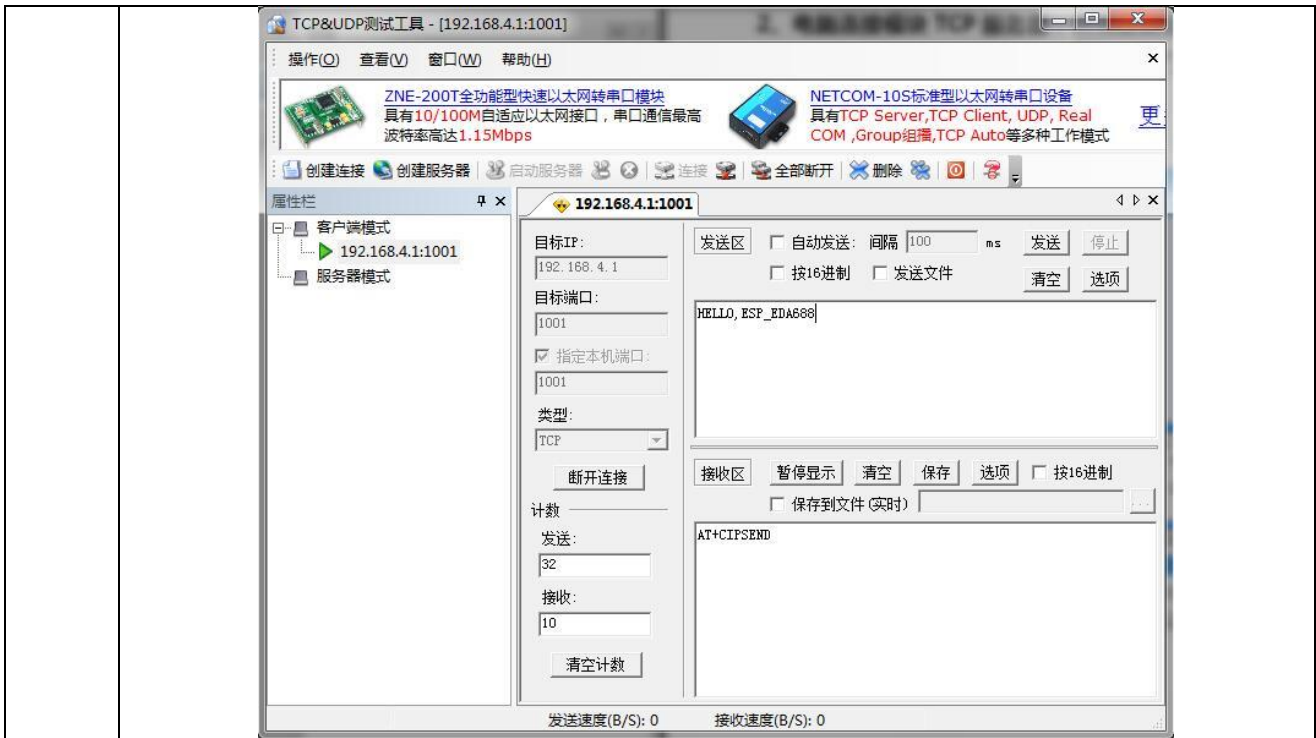 TCP&UDP测试工具 - [192.168.4.1:1001]
操作(O) 查看(V) 窗口(W) 帮助(H)
ZNE-200T全功能型快速以太网转串口模块
具有10/100M自适应以太网接口，串口通信最高
波特率高达1.15Mbps
NETCOM-10S标准型以太网转串口设备
具有TCP Server,TCP Client, UDP, Real
COM ,Group组播,TCP Auto等多种工作模式
更
创建连接 创建服务器 启动服务器 连接 全部断开 删除
属性栏
客户端模式
192.168.4.1:1001
服务器模式
192.168.4.1:1001
目标IP:
192.168.4.1
目标端口:
1001
指定本机端口:
1001
类型:
TCP
断开连接
计数
发送:
32
接收:
10
清空计数
发送区 自动发送: 间隔 100 ms 发送 停止
按16进制 发送文件 清空 选项
HELLO,ESP_EDA688
接收区 暂停显示 清空 保存 选项 按16进制
保存到文件(实时) ...
AT+CIPSEND
发送速度(B/S): 0 接收速度(B/S): 0